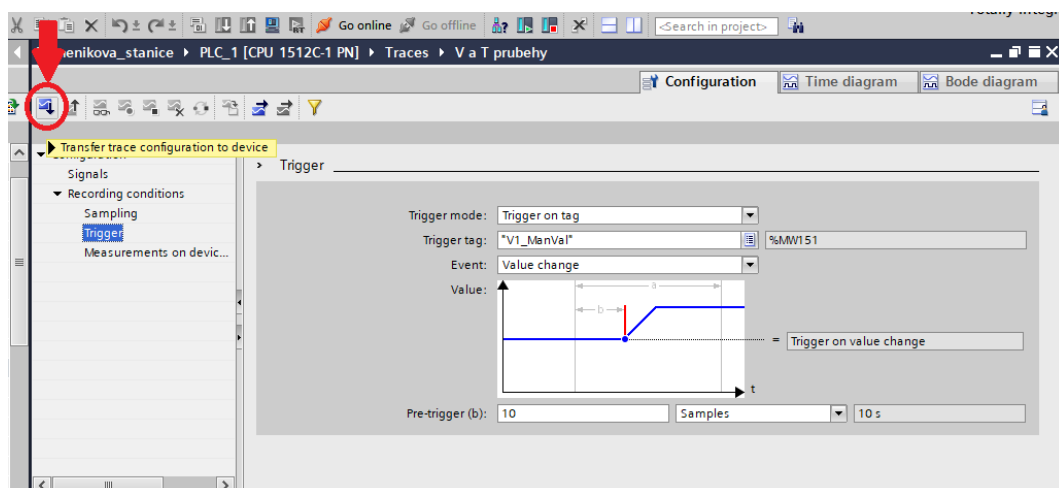 Go online
Go offline
<Search in project>
enikova_stanice ▸ PLC_1 [CPU 1512C-1 PN] ▸ Traces ▸ V a T prubehy
Configuration
Time diagram
Bode diagram
Transfer trace configuration to device
Signals
Recording conditions
Sampling
Trigger
Measurements on devic...
Trigger
Trigger mode: Trigger on tag
Trigger tag: "V1_ManVal" %MW151
Event: Value change
Value:
a
b
t
= Trigger on value change
Pre-trigger (b): 10 Samples 10 s